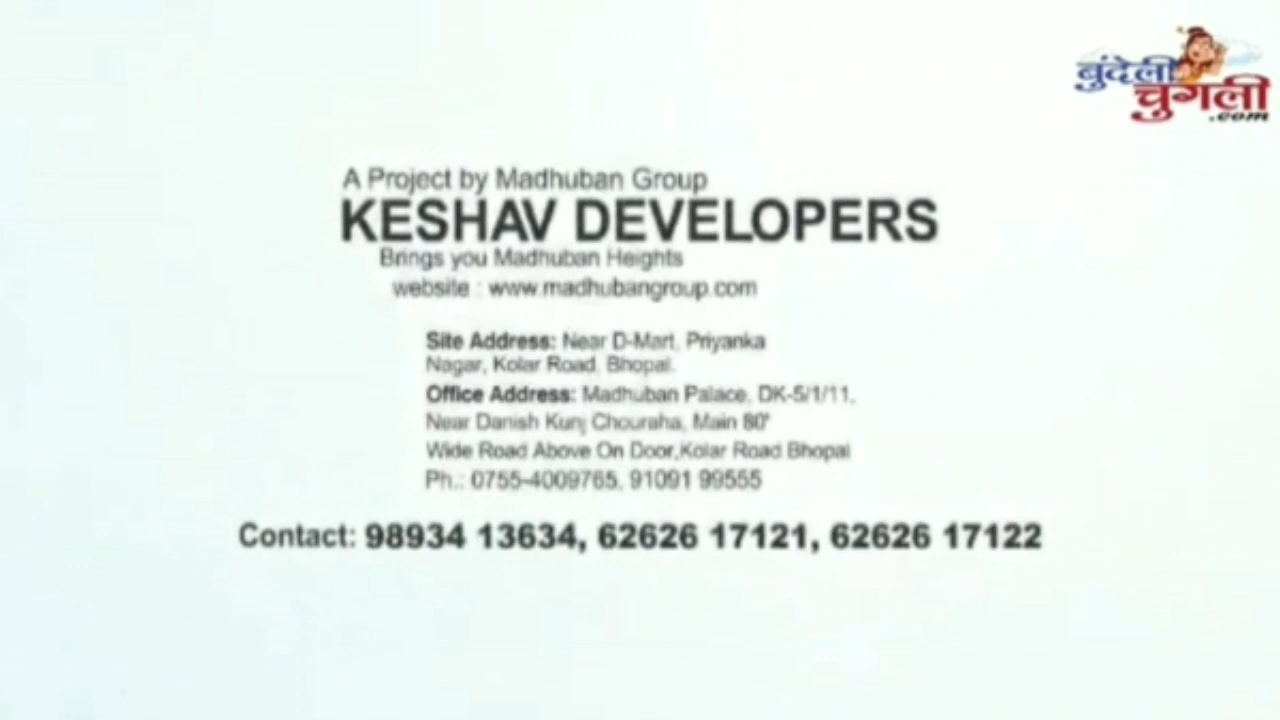 बुंदेली
चुगली
.com
A Project by Madhuban Group
KESHAV DEVELOPERS
Brings you Madhuban Heights
website : www.madhubangroup.com
Site Address: Near D-Mart, Priyanka
Nagar, Kolar Road, Bhopal.
Office Address: Madhuban Palace, DK-5/1/11,
Near Danish Kunj Chouraha, Main 80'
Wide Road Above On Door,Kolar Road Bhopal
Ph.: 0755-4009765, 91091 99555
Contact: 98934 13634, 62626 17121, 62626 17122